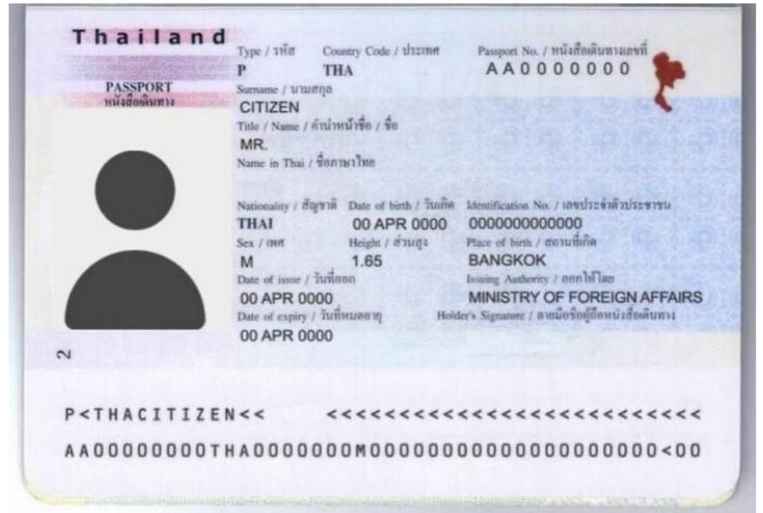 Thailand
PASSPORT
หนังสือเดินทาง
Type / รหัส Country Code / ประเทศ Passport No. / หนังสือเดินทางเลขที่
P THA AA0000000
Surname / นามสกุล
CITIZEN
Title / Name / คำนำหน้าชื่อ / ชื่อ
MR.
Name in Thai / ชื่อภาษาไทย
Nationality / สัญชาติ Date of birth / วันเกิด Identification No. / เลขประจำตัวประชาชน
THAI 00 APR 0000 0000000000000
Sex / เพศ Height / ส่วนสูง Place of birth / สถานที่เกิด
M 1.65 BANGKOK
Date of issue / วันที่ออก Issuing Authority / ออกให้โดย
00 APR 0000 MINISTRY OF FOREIGN AFFAIRS
Date of expiry / วันที่หมดอายุ Holder's Signature / ลายมือชื่อผู้ถือหนังสือเดินทาง
00 APR 0000
2
P<THACITIZEN<< <<<<<<<<<<<<<<<<<<<<<<<<<<
AA00000000THA0000000M00000000000000000000<00